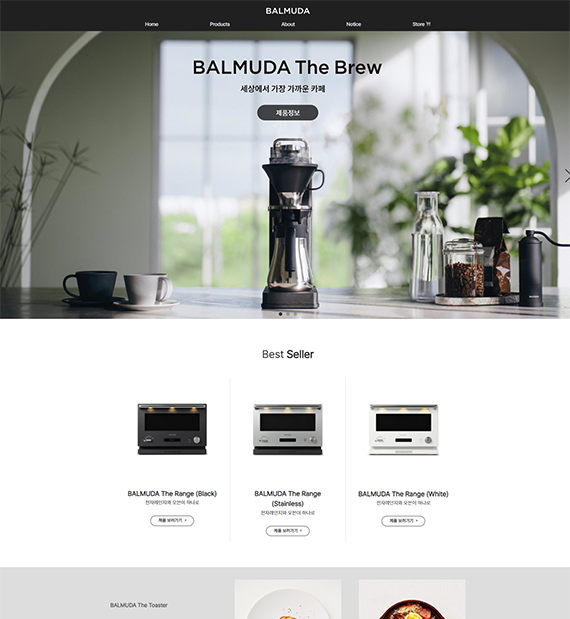 BALMUDA
Home Products About Notice Store
BALMUDA The Brew
세상에서 가장 가까운 카페
제품정보
Best Seller
BALMUDA The Range (Black)
전자레인지와 오븐이 하나로
제품 보러가기 >
BALMUDA The Range
(Stainless)
전자레인지와 오븐이 하나로
제품 보러가기 >
BALMUDA The Range (White)
전자레인지와 오븐이 하나로
제품 보러가기 >
BALMUDA The Toaster